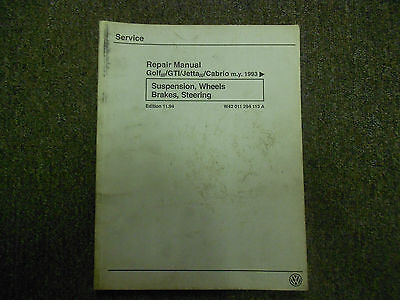 Service
Repair Manual
Golf III/GTI/Jetta III/Cabrio m.y. 1993 ▶
Suspension, Wheels
Brakes, Steering
Edition 11.94 W42 011 294 113 A